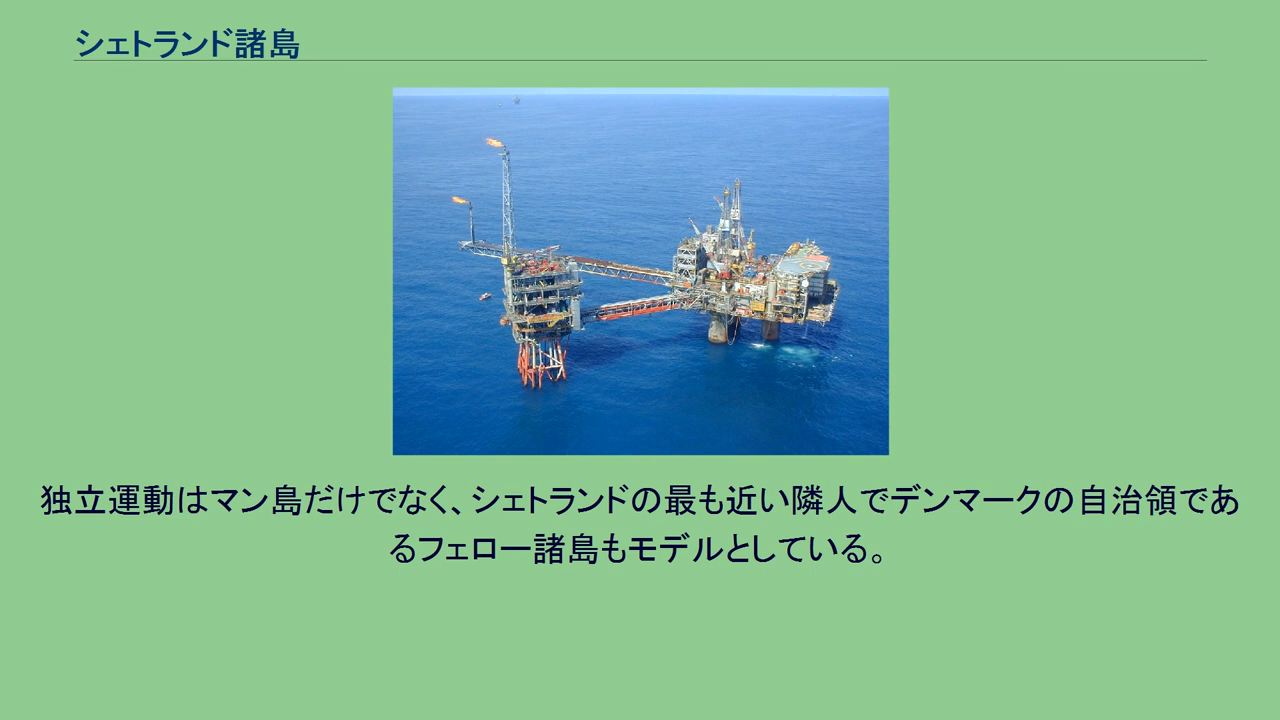 シェトランド諸島
独立運動はマン島だけでなく、シェトランドの最も近い隣人でデンマークの自治領であ
るフェロー諸島もモデルとしている。